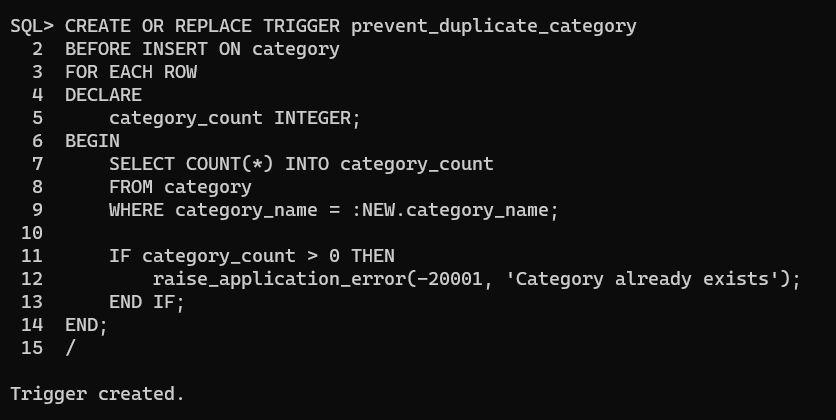 SQL> CREATE OR REPLACE TRIGGER prevent_duplicate_category
  2  BEFORE INSERT ON category
  3  FOR EACH ROW
  4  DECLARE
  5      category_count INTEGER;
  6  BEGIN
  7      SELECT COUNT(*) INTO category_count
  8      FROM category
  9      WHERE category_name = :NEW.category_name;
 10
 11      IF category_count > 0 THEN
 12          raise_application_error(-20001, 'Category already exists');
 13      END IF;
 14  END;
 15  /

Trigger created.